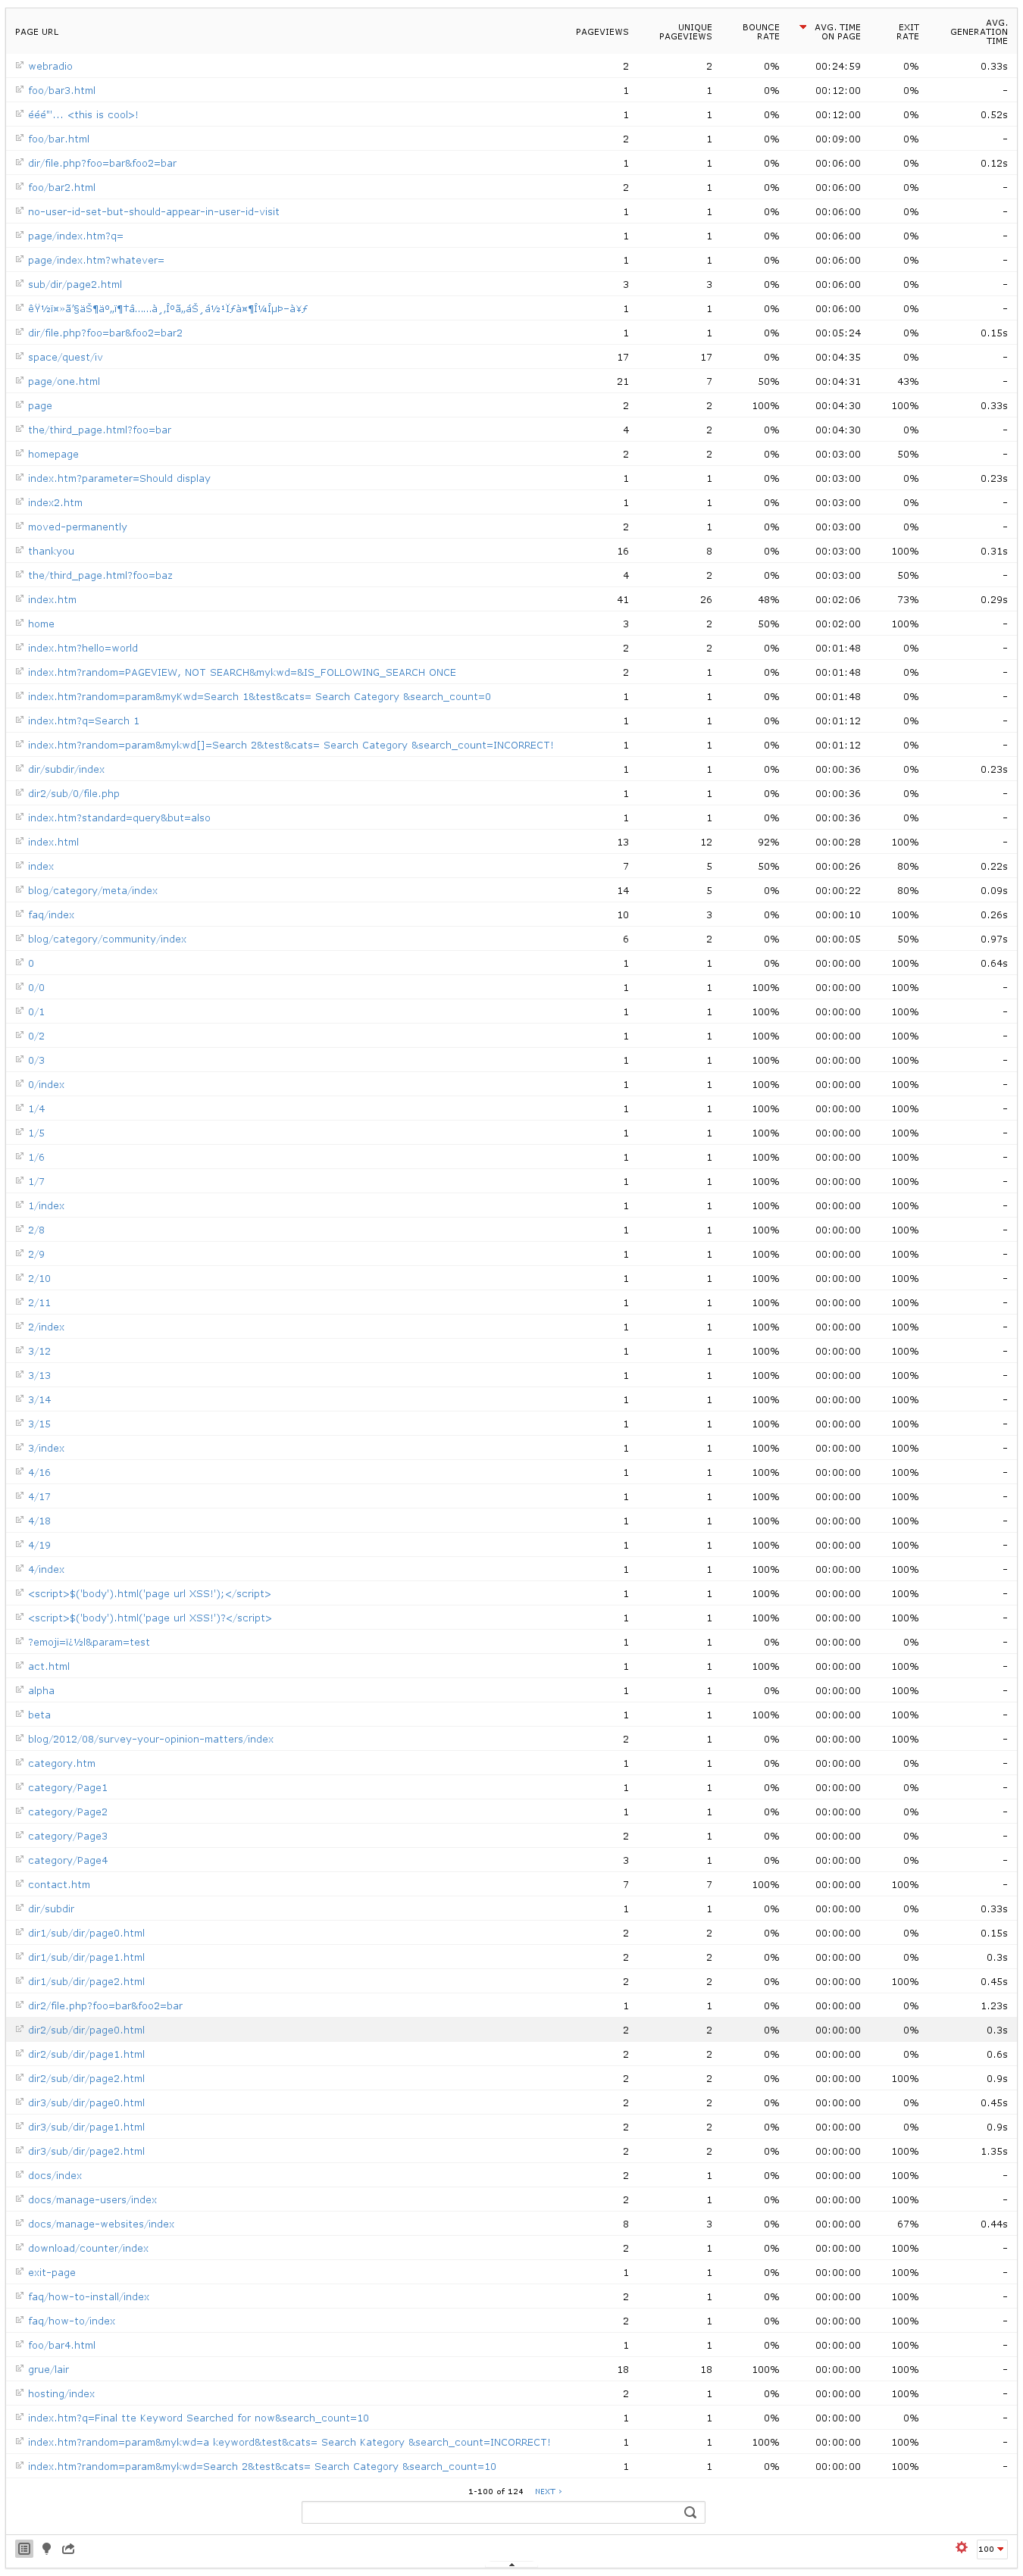 PAGE URL PAGEVIEWS UNIQUE PAGEVIEWS BOUNCE RATE AVG. TIME ON PAGE EXIT RATE AVG. GENERATION TIME
webradio 2 2 0% 00:24:59 0% 0.33s
foo/bar3.html 1 1 0% 00:12:00 0% -
ééé"'... <this is cool>! 1 1 0% 00:12:00 0% 0.52s
foo/bar.html 2 1 0% 00:09:00 0% -
dir/file.php?foo=bar&foo2=bar 1 1 0% 00:06:00 0% 0.12s
foo/bar2.html 2 1 0% 00:06:00 0% -
no-user-id-set-but-should-appear-in-user-id-visit 1 1 0% 00:06:00 0% -
page/index.htm?q= 1 1 0% 00:06:00 0% -
page/index.htm?whatever= 1 1 0% 00:06:00 0% -
sub/dir/page2.html 3 3 0% 00:06:00 0% -
1 1 0% 00:06:00 0% -
dir/file.php?foo=bar&foo2=bar2 1 1 0% 00:05:24 0% 0.15s
space/quest/iv 17 17 0% 00:04:35 0% -
page/one.html 21 7 50% 00:04:31 43% -
page 2 2 100% 00:04:30 100% 0.33s
the/third_page.html?foo=bar 4 2 0% 00:04:30 0% -
homepage 2 2 0% 00:03:00 50% -
index.htm?parameter=Should display 1 1 0% 00:03:00 0% 0.23s
index2.htm 1 1 0% 00:03:00 0% -
moved-permanently 2 1 0% 00:03:00 0% -
thankyou 16 8 0% 00:03:00 100% 0.31s
the/third_page.html?foo=baz 4 2 0% 00:03:00 50% -
index.htm 41 26 48% 00:02:06 73% 0.29s
home 3 2 50% 00:02:00 100% -
index.htm?hello=world 2 2 0% 00:01:48 0% -
index.htm?random=PAGEVIEW, NOT SEARCH&mykwd=&IS_FOLLOWING_SEARCH ONCE 2 1 0% 00:01:48 0% -
index.htm?random=param&myKwd=Search 1&test&cats= Search Category &search_count=0 1 1 0% 00:01:48 0% -
index.htm?q=Search 1 1 1 0% 00:01:12 0% -
index.htm?random=param&mykwd[]=Search 2&test&cats= Search Category &search_count=INCORRECT! 1 1 0% 00:01:12 0% -
dir/subdir/index 1 1 0% 00:00:36 0% 0.23s
dir2/sub/0/file.php 1 1 0% 00:00:36 0% -
index.htm?standard=query&but=also 1 1 0% 00:00:36 0% -
index.html 13 12 92% 00:00:28 100% -
index 7 5 50% 00:00:26 80% 0.22s
blog/category/meta/index 14 5 0% 00:00:22 80% 0.09s
faq/index 10 3 0% 00:00:10 100% 0.26s
blog/category/community/index 6 2 0% 00:00:05 50% 0.97s
0 1 1 0% 00:00:00 100% 0.64s
0/0 1 1 100% 00:00:00 100% -
0/1 1 1 100% 00:00:00 100% -
0/2 1 1 100% 00:00:00 100% -
0/3 1 1 100% 00:00:00 100% -
0/index 1 1 100% 00:00:00 100% -
1/4 1 1 100% 00:00:00 100% -
1/5 1 1 100% 00:00:00 100% -
1/6 1 1 100% 00:00:00 100% -
1/7 1 1 100% 00:00:00 100% -
1/index 1 1 100% 00:00:00 100% -
2/8 1 1 100% 00:00:00 100% -
2/9 1 1 100% 00:00:00 100% -
2/10 1 1 100% 00:00:00 100% -
2/11 1 1 100% 00:00:00 100% -
2/index 1 1 100% 00:00:00 100% -
3/12 1 1 100% 00:00:00 100% -
3/13 1 1 100% 00:00:00 100% -
3/14 1 1 100% 00:00:00 100% -
3/15 1 1 100% 00:00:00 100% -
3/index 1 1 100% 00:00:00 100% -
4/16 1 1 100% 00:00:00 100% -
4/17 1 1 100% 00:00:00 100% -
4/18 1 1 100% 00:00:00 100% -
4/19 1 1 100% 00:00:00 100% -
4/index 1 1 100% 00:00:00 100% -
<script>$('body').html('page url XSS!');</script> 1 1 100% 00:00:00 100% -
<script>$('body').html('page url XSS!')?</script> 1 1 100% 00:00:00 100% -
?emoji=ï¿½l&param=test 1 1 0% 00:00:00 0% -
act.html 1 1 100% 00:00:00 100% -
alpha 1 1 0% 00:00:00 100% -
beta 1 1 100% 00:00:00 100% -
blog/2012/08/survey-your-opinion-matters/index 2 1 0% 00:00:00 100% -
category.htm 1 1 0% 00:00:00 0% -
category/Page1 1 1 0% 00:00:00 0% -
category/Page2 1 1 0% 00:00:00 0% -
category/Page3 2 1 0% 00:00:00 0% -
category/Page4 3 1 0% 00:00:00 0% -
contact.htm 7 7 100% 00:00:00 100% -
dir/subdir 1 1 0% 00:00:00 0% 0.33s
dir1/sub/dir/page0.html 2 2 0% 00:00:00 0% 0.15s
dir1/sub/dir/page1.html 2 2 0% 00:00:00 0% 0.3s
dir1/sub/dir/page2.html 2 2 0% 00:00:00 100% 0.45s
dir2/file.php?foo=bar&foo2=bar 1 1 0% 00:00:00 0% 1.23s
dir2/sub/dir/page0.html 2 2 0% 00:00:00 0% 0.3s
dir2/sub/dir/page1.html 2 2 0% 00:00:00 0% 0.6s
dir2/sub/dir/page2.html 2 2 0% 00:00:00 100% 0.9s
dir3/sub/dir/page0.html 2 2 0% 00:00:00 0% 0.45s
dir3/sub/dir/page1.html 2 2 0% 00:00:00 0% 0.9s
dir3/sub/dir/page2.html 2 2 0% 00:00:00 100% 1.35s
docs/index 2 1 0% 00:00:00 100% -
docs/manage-users/index 2 1 0% 00:00:00 100% -
docs/manage-websites/index 8 3 0% 00:00:00 67% 0.44s
download/counter/index 2 1 0% 00:00:00 100% -
exit-page 1 1 0% 00:00:00 100% -
faq/how-to-install/index 2 1 0% 00:00:00 100% -
faq/how-to/index 2 1 0% 00:00:00 100% -
foo/bar4.html 1 1 0% 00:00:00 100% -
grue/lair 18 18 100% 00:00:00 100% -
hosting/index 2 1 0% 00:00:00 100% -
index.htm?q=Final tte Keyword Searched for now&search_count=10 1 1 0% 00:00:00 0% -
index.htm?random=param&mykwd=a keyword&test&cats= Search Kategory &search_count=INCORRECT! 1 1 100% 00:00:00 100% -
index.htm?random=param&mykwd=Search 2&test&cats= Search Category &search_count=10 1 1 0% 00:00:00 100% -
1-100 of 124 NEXT ›
100